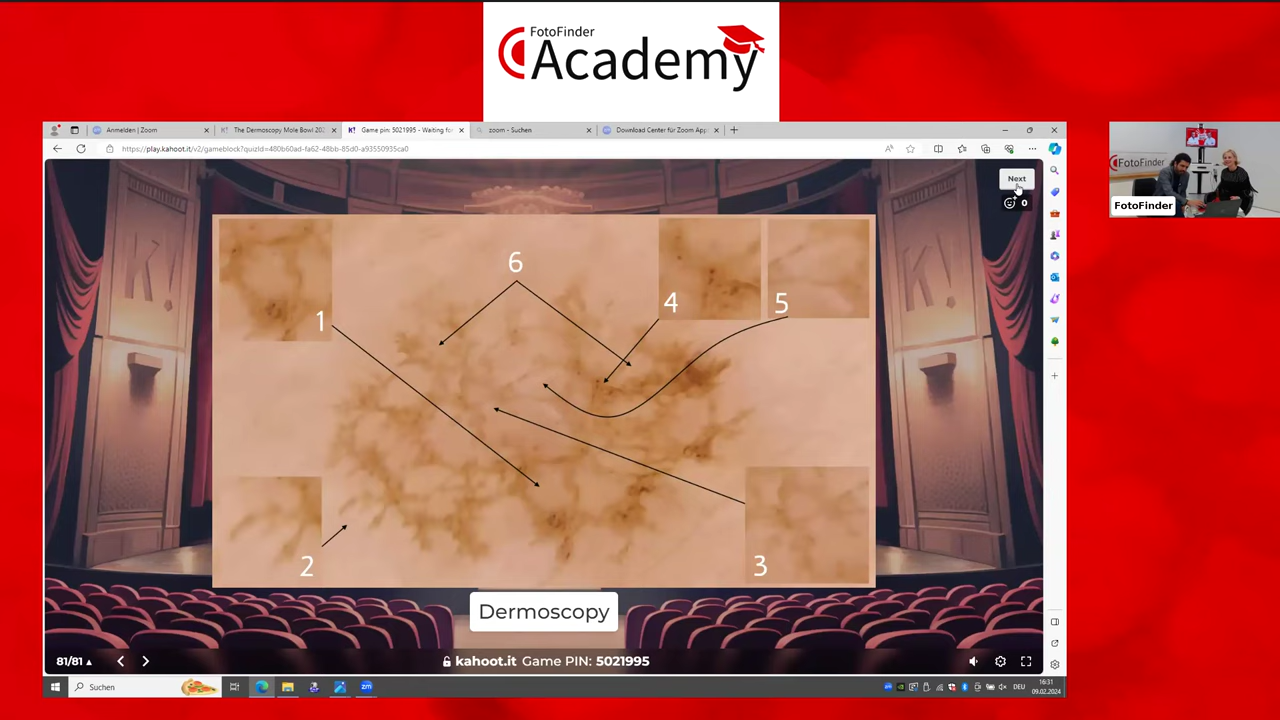 FotoFinder
Academy
Anmelden | Zoom
The Dermoscopy Mole Bowl 202
Game pin: 5021995 - Waiting fo
zoom - Suchen
Download Center für Zoom App
https://play.kahoot.it/v2/gameblock?quizId=480b60ad-fa62-48bb-85d0-a93550935ca0
Next
0
K!
K!
6
4
5
1
2
3
Dermoscopy
81/81
kahoot.it Game PIN: 5021995
Suchen
zm
DEU
16:31
09.02.2024
FotoFinder
FotoFinder